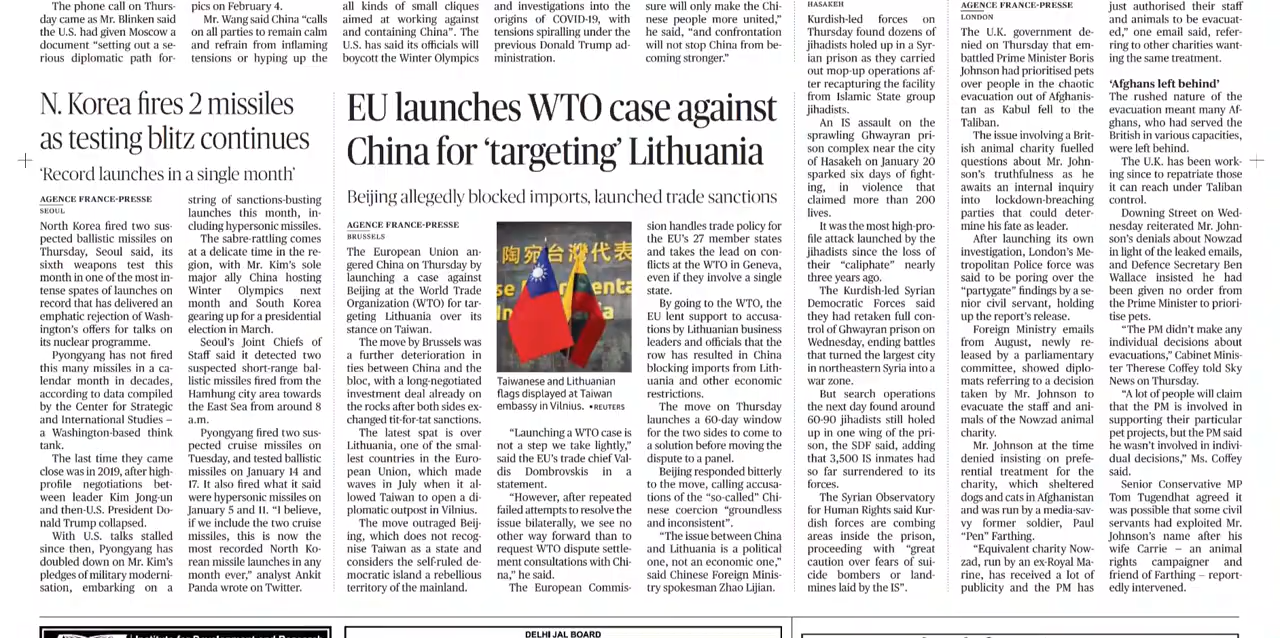 The phone call on Thurs-
day came as Mr. Blinken said
the U.S. had given Moscow a
document “setting out a se-
rious diplomatic path for-
pics on February 4.
Mr. Wang said China “calls
on all parties to remain calm
and refrain from inflaming
tensions or hyping up the
all kinds of small cliques
aimed at working against
and containing China”. The
U.S. has said its officials will
boycott the Winter Olympics
and investigations into the
origins of COVID-19, with
tensions spiralling under the
previous Donald Trump ad-
ministration.
sure will only make the Chi-
nese people more united,”
he said, “and confrontation
will not stop China from be-
coming stronger.”
N. Korea fires 2 missiles
as testing blitz continues
‘Record launches in a single month’
AGENCE FRANCE-PRESSE
SEOUL
North Korea fired two sus-
pected ballistic missiles on
Thursday, Seoul said, its
sixth weapons test this
month in one of the most in-
tense spates of launches on
record that has delivered an
emphatic rejection of Wash-
ington’s offers for talks on
its nuclear programme.
Pyongyang has not fired
this many missiles in a ca-
lendar month in decades,
according to data compiled
by the Center for Strategic
and International Studies –
a Washington-based think
tank.
The last time they came
close was in 2019, after high-
profile negotiations bet-
ween leader Kim Jong-un
and then-U.S. President Do-
nald Trump collapsed.
With U.S. talks stalled
since then, Pyongyang has
doubled down on Mr. Kim’s
pledges of military moderni-
sation, embarking on a
string of sanctions-busting
launches this month, in-
cluding hypersonic missiles.
The sabre-rattling comes
at a delicate time in the re-
gion, with Mr. Kim’s sole
major ally China hosting
Winter Olympics next
month and South Korea
gearing up for a presidential
election in March.
Seoul’s Joint Chiefs of
Staff said it detected two
suspected short-range bal-
listic missiles fired from the
Hamhung city area towards
the East Sea from around 8
a.m.
Pyongyang fired two sus-
pected cruise missiles on
Tuesday, and tested ballistic
missiles on January 14 and
17. It also fired what it said
were hypersonic missiles on
January 5 and 11. “I believe,
if we include the two cruise
missiles, this is now the
most recorded North Ko-
rean missile launches in any
month ever,” analyst Ankit
Panda wrote on Twitter.
EU launches WTO case against
China for ‘targeting’ Lithuania
Beijing allegedly blocked imports, launched trade sanctions
AGENCE FRANCE-PRESSE
BRUSSELS
The European Union an-
gered China on Thursday by
launching a case against
Beijing at the World Trade
Organization (WTO) for tar-
geting Lithuania over its
stance on Taiwan.
The move by Brussels was
a further deterioration in
ties between China and the
bloc, with a long-negotiated
investment deal already on
the rocks after both sides ex-
changed tit-for-tat sanctions.
The latest spat is over
Lithuania, one of the smal-
lest countries in the Euro-
pean Union, which made
waves in July when it al-
lowed Taiwan to open a di-
plomatic outpost in Vilnius.
The move outraged Beij-
ing, which does not recog-
nise Taiwan as a state and
considers the self-ruled de-
mocratic island a rebellious
territory of the mainland.
陶宛台灣代表
Taiwanese and Lithuanian
flags displayed at Taiwan
embassy in Vilnius. •REUTERS
“Launching a WTO case is
not a step we take lightly,”
said the EU’s trade chief Val-
dis Dombrovskis in a
statement.
“However, after repeated
failed attempts to resolve the
issue bilaterally, we see no
other way forward than to
request WTO dispute settle-
ment consultations with Chi-
na,” he said.
The European Commis-
sion handles trade policy for
the EU’s 27 member states
and takes the lead on con-
flicts at the WTO in Geneva,
even if they involve a single
state.
By going to the WTO, the
EU lent support to accusa-
tions by Lithuanian business
leaders and officials that the
row has resulted in China
blocking imports from Lith-
uania and other economic
restrictions.
The move on Thursday
launches a 60-day window
for the two sides to come to
a solution before moving the
dispute to a panel.
Beijing responded bitterly
to the move, calling accusa-
tions of the “so-called” Chi-
nese coercion “groundless
and inconsistent”.
“The issue between China
and Lithuania is a political
one, not an economic one,”
said Chinese Foreign Minis-
try spokesman Zhao Lijian.
HASAKEH
Kurdish-led forces on
Thursday found dozens of
jihadists holed up in a Syr-
ian prison as they carried
out mop-up operations af-
ter recapturing the facility
from Islamic State group
jihadists.
An IS assault on the
sprawling Ghwayran pri-
son complex near the city
of Hasakeh on January 20
sparked six days of fight-
ing, in violence that
claimed more than 200
lives.
It was the most high-pro-
file attack launched by the
jihadists since the loss of
their “caliphate” nearly
three years ago.
The Kurdish-led Syrian
Democratic Forces said
they had retaken full con-
trol of Ghwayran prison on
Wednesday, ending battles
that turned the largest city
in northeastern Syria into a
war zone.
But search operations
the next day found around
60-90 jihadists still holed
up in one wing of the pri-
son, the SDF said, adding
that 3,500 IS inmates had
so far surrendered to its
forces.
The Syrian Observatory
for Human Rights said Kur-
dish forces are combing
areas inside the prison,
proceeding with “great
caution over fears of sui-
cide bombers or land-
mines laid by the IS”.
AGENCE FRANCE-PRESSE
LONDON
The U.K. government de-
nied on Thursday that em-
battled Prime Minister Boris
Johnson had prioritised pets
over people in the chaotic
evacuation out of Afghanis-
tan as Kabul fell to the
Taliban.
The issue involving a Brit-
ish animal charity fuelled
questions about Mr. John-
son’s truthfulness as he
awaits an internal inquiry
into lockdown-breaching
parties that could deter-
mine his fate as leader.
After launching its own
investigation, London’s Me-
tropolitan Police force was
said to be poring over the
“partygate” findings by a se-
nior civil servant, holding
up the report’s release.
Foreign Ministry emails
from August, newly re-
leased by a parliamentary
committee, showed diplo-
mats referring to a decision
taken by Mr. Johnson to
evacuate the staff and ani-
mals of the Nowzad animal
charity.
Mr. Johnson at the time
denied insisting on prefe-
rential treatment for the
charity, which sheltered
dogs and cats in Afghanistan
and was run by a media-sav-
vy former soldier, Paul
“Pen” Farthing.
“Equivalent charity Now-
zad, run by an ex-Royal Ma-
rine, has received a lot of
publicity and the PM has
just authorised their staff
and animals to be evacuat-
ed,” one email said, refer-
ring to other charities want-
ing the same treatment.
‘Afghans left behind’
The rushed nature of the
evacuation meant many Af-
ghans, who had served the
British in various capacities,
were left behind.
The U.K. has been work-
ing since to repatriate those
it can reach under Taliban
control.
Downing Street on Wed-
nesday reiterated Mr. John-
son’s denials about Nowzad
in light of the leaked emails,
and Defence Secretary Ben
Wallace insisted he had
been given no order from
the Prime Minister to priori-
tise pets.
“The PM didn’t make any
individual decisions about
evacuations,” Cabinet Minis-
ter Therese Coffey told Sky
News on Thursday.
“A lot of people will claim
that the PM is involved in
supporting their particular
pet projects, but the PM said
he wasn’t involved in indivi-
dual decisions,” Ms. Coffey
said.
Senior Conservative MP
Tom Tugendhat agreed it
was possible that some civil
servants had exploited Mr.
Johnson’s name after his
wife Carrie – an animal
rights campaigner and
friend of Farthing – report-
edly intervened.
DELHI JAL BOARD